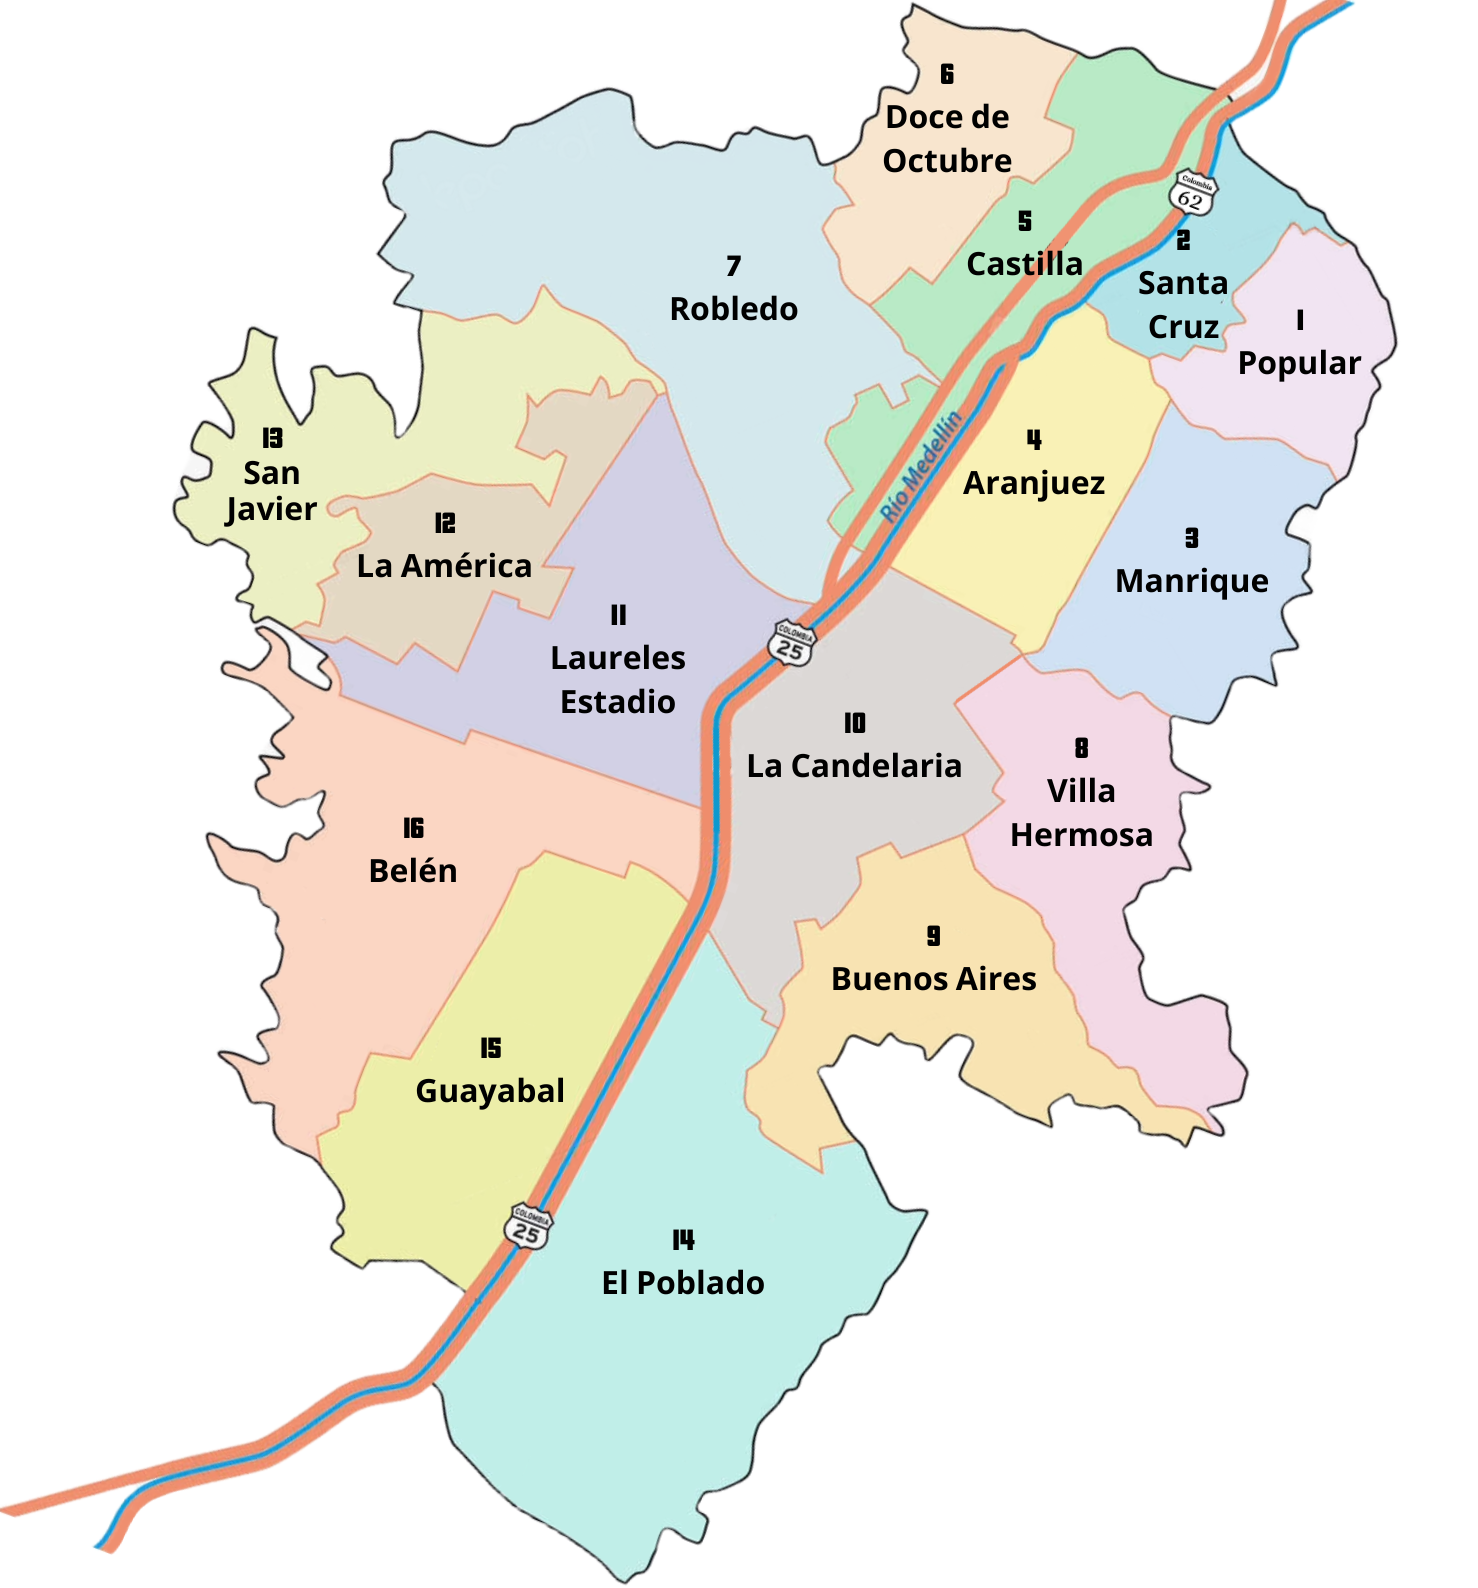 6
Doce de
Octubre
Colombia
62
5
Castilla
2
Santa
Cruz
7
Robledo
1
Popular
13
San
Javier
4
Aranjuez
Río Medellín
12
La América
3
Manrique
11
Laureles
Estadio
COLOMBIA
25
10
La Candelaria
8
Villa
Hermosa
16
Belén
9
Buenos Aires
15
Guayabal
COLOMBIA
25
14
El Poblado